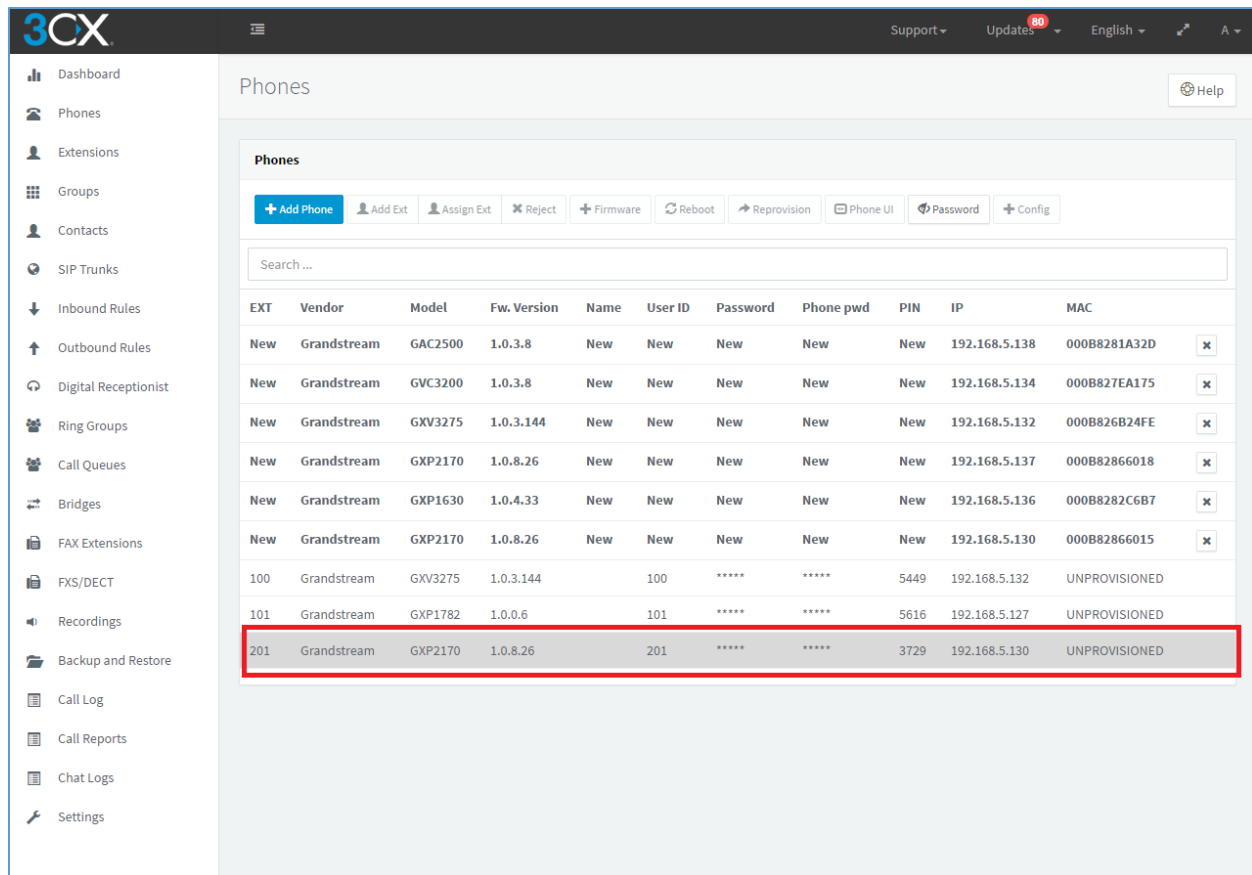 3CX
Support
Updates 80
English
A
Dashboard
Phones
Extensions
Groups
Contacts
SIP Trunks
Inbound Rules
Outbound Rules
Digital Receptionist
Ring Groups
Call Queues
Bridges
FAX Extensions
FXS/DECT
Recordings
Backup and Restore
Call Log
Call Reports
Chat Logs
Settings
Phones
Help
Phones
Add Phone Add Ext Assign Ext Reject Firmware Reboot Reprovision Phone UI Password Config
Search ...
EXT Vendor Model Fw. Version Name User ID Password Phone pwd PIN IP MAC
New Grandstream GAC2500 1.0.3.8 New New New New New 192.168.5.138 000B8281A32D
New Grandstream GVC3200 1.0.3.8 New New New New New 192.168.5.134 000B827EA175
New Grandstream GXV3275 1.0.3.144 New New New New New 192.168.5.132 000B826B24FE
New Grandstream GXP2170 1.0.8.26 New New New New New 192.168.5.137 000B82866018
New Grandstream GXP1630 1.0.4.33 New New New New New 192.168.5.136 000B8282C6B7
New Grandstream GXP2170 1.0.8.26 New New New New New 192.168.5.130 000B82866015
100 Grandstream GXV3275 1.0.3.144 100 ***** ***** 5449 192.168.5.132 UNPROVISIONED
101 Grandstream GXP1782 1.0.0.6 101 ***** ***** 5616 192.168.5.127 UNPROVISIONED
201 Grandstream GXP2170 1.0.8.26 201 ***** ***** 3729 192.168.5.130 UNPROVISIONED